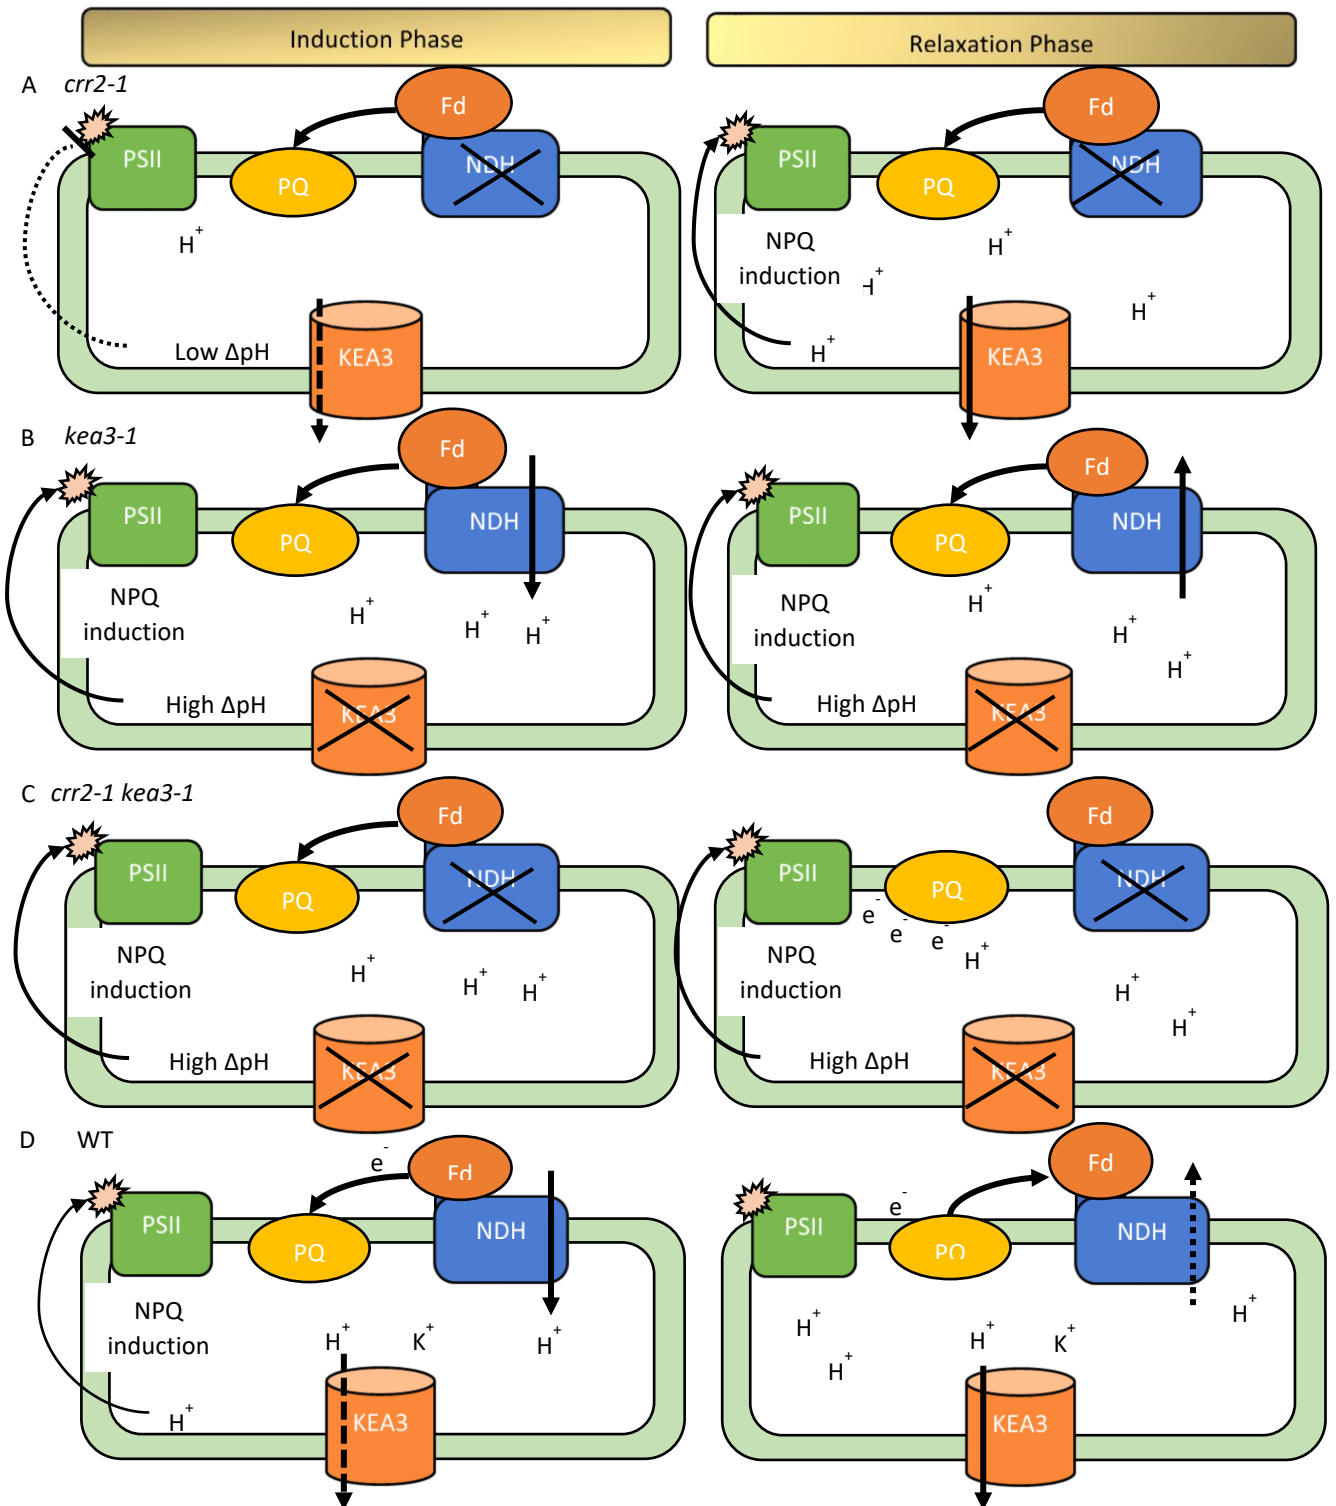 Induction Phase
Relaxation Phase
A crr2-1
Fd
PSII
NDH
PQ
H+
Low ΔpH
KEA3
Fd
PSII
NDH
PQ
NPQ
induction
H+
H+
H+
H+
KEA3
B kea3-1
Fd
PSII
NDH
PQ
NPQ
induction
H+
H+
H+
High ΔpH
KEA3
Fd
PSII
NDH
PQ
NPQ
induction
H+
H+
H+
High ΔpH
KEA3
C crr2-1 kea3-1
Fd
PSII
NDH
PQ
NPQ
induction
H+
H+
H+
High ΔpH
KEA3
Fd
PSII
NDH
PQ
e- e- e-
NPQ
induction
H+
H+
H+
High ΔpH
KEA3
D WT
e-
Fd
PSII
NDH
PQ
NPQ
induction
H+ K+ H+
H+
KEA3
Fd
e-
PSII
NDH
PQ
H+
H+
H+
H+ K+
KEA3